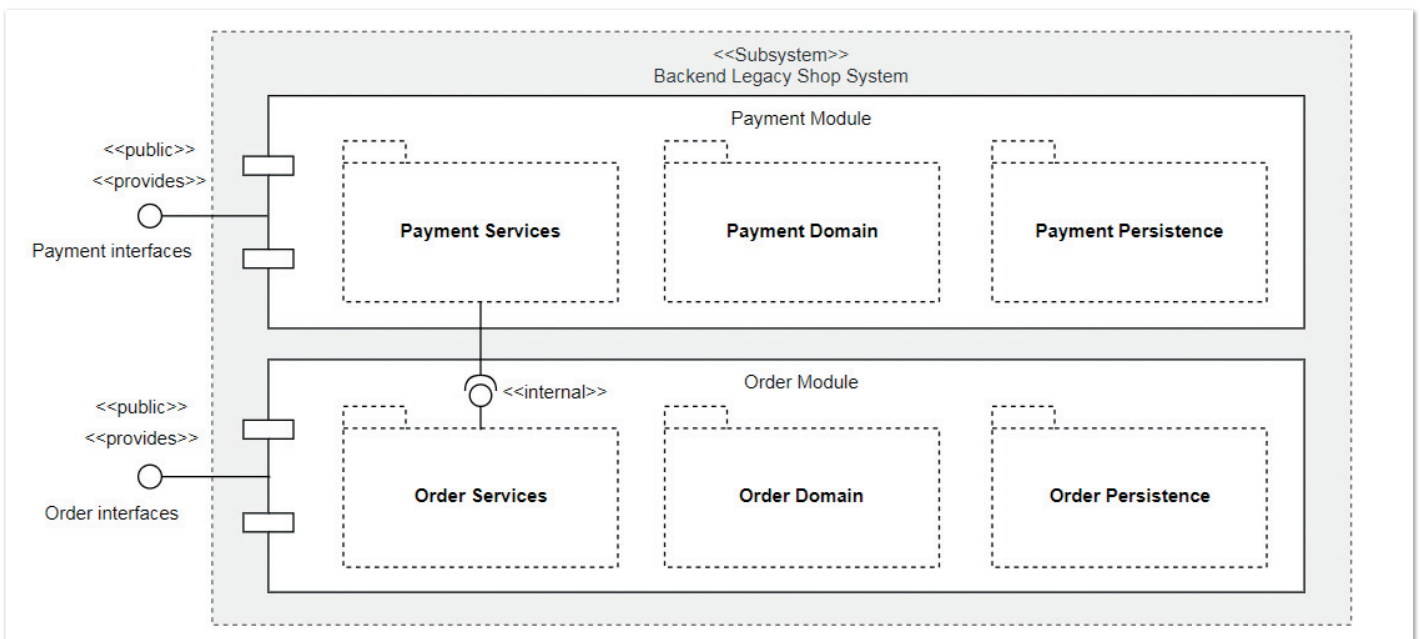 <<Subsystem>>
Backend Legacy Shop System
Payment Module
<<public>>
<<provides>>
Payment interfaces
Payment Services
Payment Domain
Payment Persistence
Order Module
<<internal>>
<<public>>
<<provides>>
Order interfaces
Order Services
Order Domain
Order Persistence